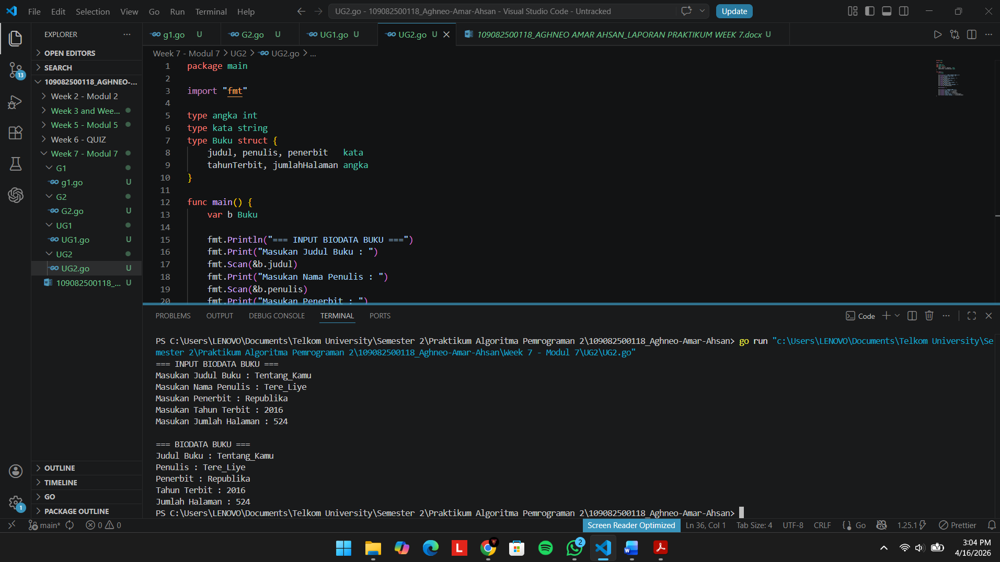 File Edit Selection View Go Run Terminal Help
UG2.go - 109082500118_Aghneo-Amar-Ahsan - Visual Studio Code - Untracked
Update
EXPLORER
g1.go U
G2.go U
UG1.go U
UG2.go U
109082500118_AGHNEO AMAR AHSAN_LAPORAN PRAKTIKUM WEEK 7.docx U
OPEN EDITORS
SEARCH
109082500118_AGHNEO-...
Week 2 - Modul 2
Week 3 and Wee...
Week 5 - Modul 5
Week 6 - QUIZ
Week 7 - Modul 7
G1
g1.go U
G2
G2.go U
UG1
UG1.go U
UG2
UG2.go U
109082500118_... U
OUTLINE
TIMELINE
GO
PACKAGE OUTLINE
13
1
Week 7 - Modul 7 > UG2 > UG2.go > ...
1 package main
2
3 import "fmt"
4
5 type angka int
6 type kata string
7 type Buku struct {
8 judul, penulis, penerbit kata
9 tahunTerbit, jumlahHalaman angka
10 }
11
12 func main() {
13 var b Buku
14
15 fmt.Println("=== INPUT BIODATA BUKU ===")
16 fmt.Print("Masukan Judul Buku : ")
17 fmt.Scan(&b.judul)
18 fmt.Print("Masukan Nama Penulis : ")
19 fmt.Scan(&b.penulis)
20 fmt.Print("Masukan Penerbit : ")
PROBLEMS OUTPUT DEBUG CONSOLE TERMINAL PORTS
Code
PS C:\Users\LENOVO\Documents\Telkom University\Semester 2\Praktikum Algoritma Pemrograman 2\109082500118_Aghneo-Amar-Ahsan> go run "c:\Users\LENOVO\Documents\Telkom University\Se
mester 2\Praktikum Algoritma Pemrograman 2\109082500118_Aghneo-Amar-Ahsan\Week 7 - Modul 7\UG2\UG2.go"
=== INPUT BIODATA BUKU ===
Masukan Judul Buku : Tentang_Kamu
Masukan Nama Penulis : Tere_Liye
Masukan Penerbit : Republika
Masukan Tahun Terbit : 2016
Masukan Jumlah Halaman : 524

=== BIODATA BUKU ===
Judul Buku : Tentang_Kamu
Penulis : Tere_Liye
Penerbit : Republika
Tahun Terbit : 2016
Jumlah Halaman : 524
PS C:\Users\LENOVO\Documents\Telkom University\Semester 2\Praktikum Algoritma Pemrograman 2\109082500118_Aghneo-Amar-Ahsan>
main* 0 0
Screen Reader Optimized Ln 36, Col 1 Tab Size: 4 UTF-8 CRLF {} Go 1.25.1 Prettier
L
2
W
3:04 PM
4/16/2026